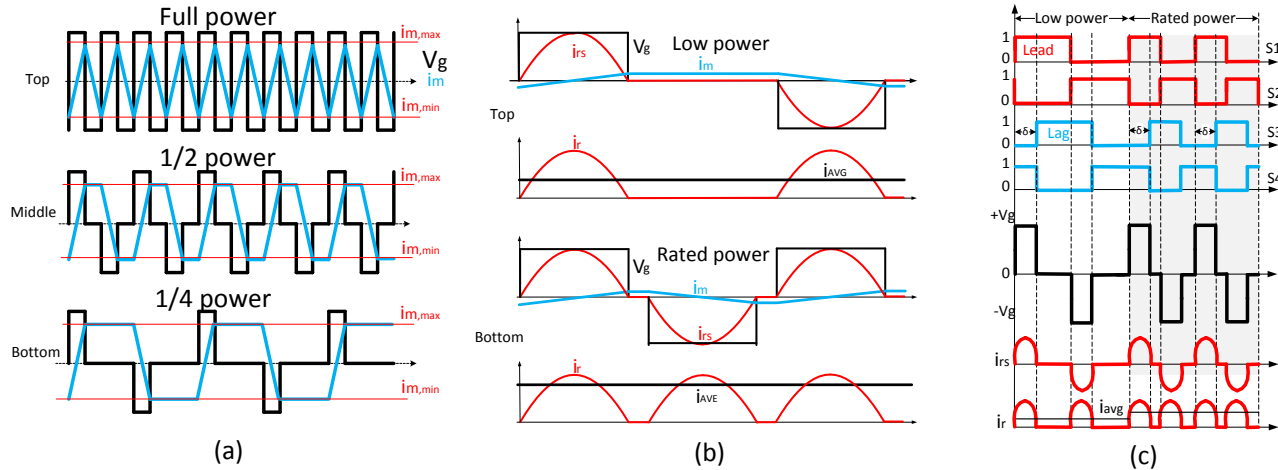 Full power
im,max
Vg
im
Top
im,min
1/2 power
im,max
Middle
im,min
1/4 power
im,max
Bottom
im,min
(a)
Vg
Low power
irs
im
Top
ir
iAVG
Rated power
Vg
im
irs
Bottom
ir
iAVE
(b)
Low power Rated power
1
Lead
0
S1
1
0
S2
1
δ Lag δ δ
0
S3
1
0
S4
+Vg
0
-Vg
irs
iavg
ir
(c)